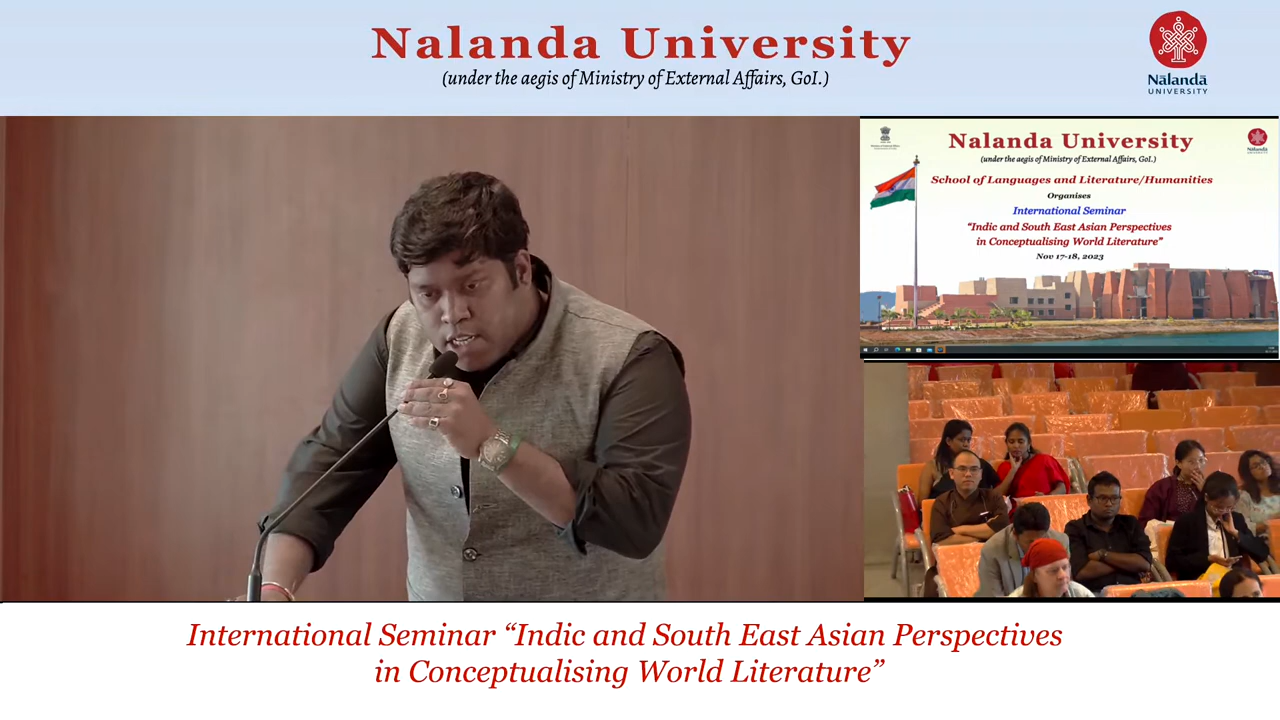 Nalanda University
(under the aegis of Ministry of External Affairs, GoI.)
Nālandā
UNIVERSITY
Nalanda University
(under the aegis of Ministry of External Affairs, GoI.)
School of Languages and Literature/Humanities
Organises
International Seminar
“Indic and South East Asian Perspectives
in Conceptualising World Literature”
Nov 17-18, 2023
International Seminar “Indic and South East Asian Perspectives
in Conceptualising World Literature”